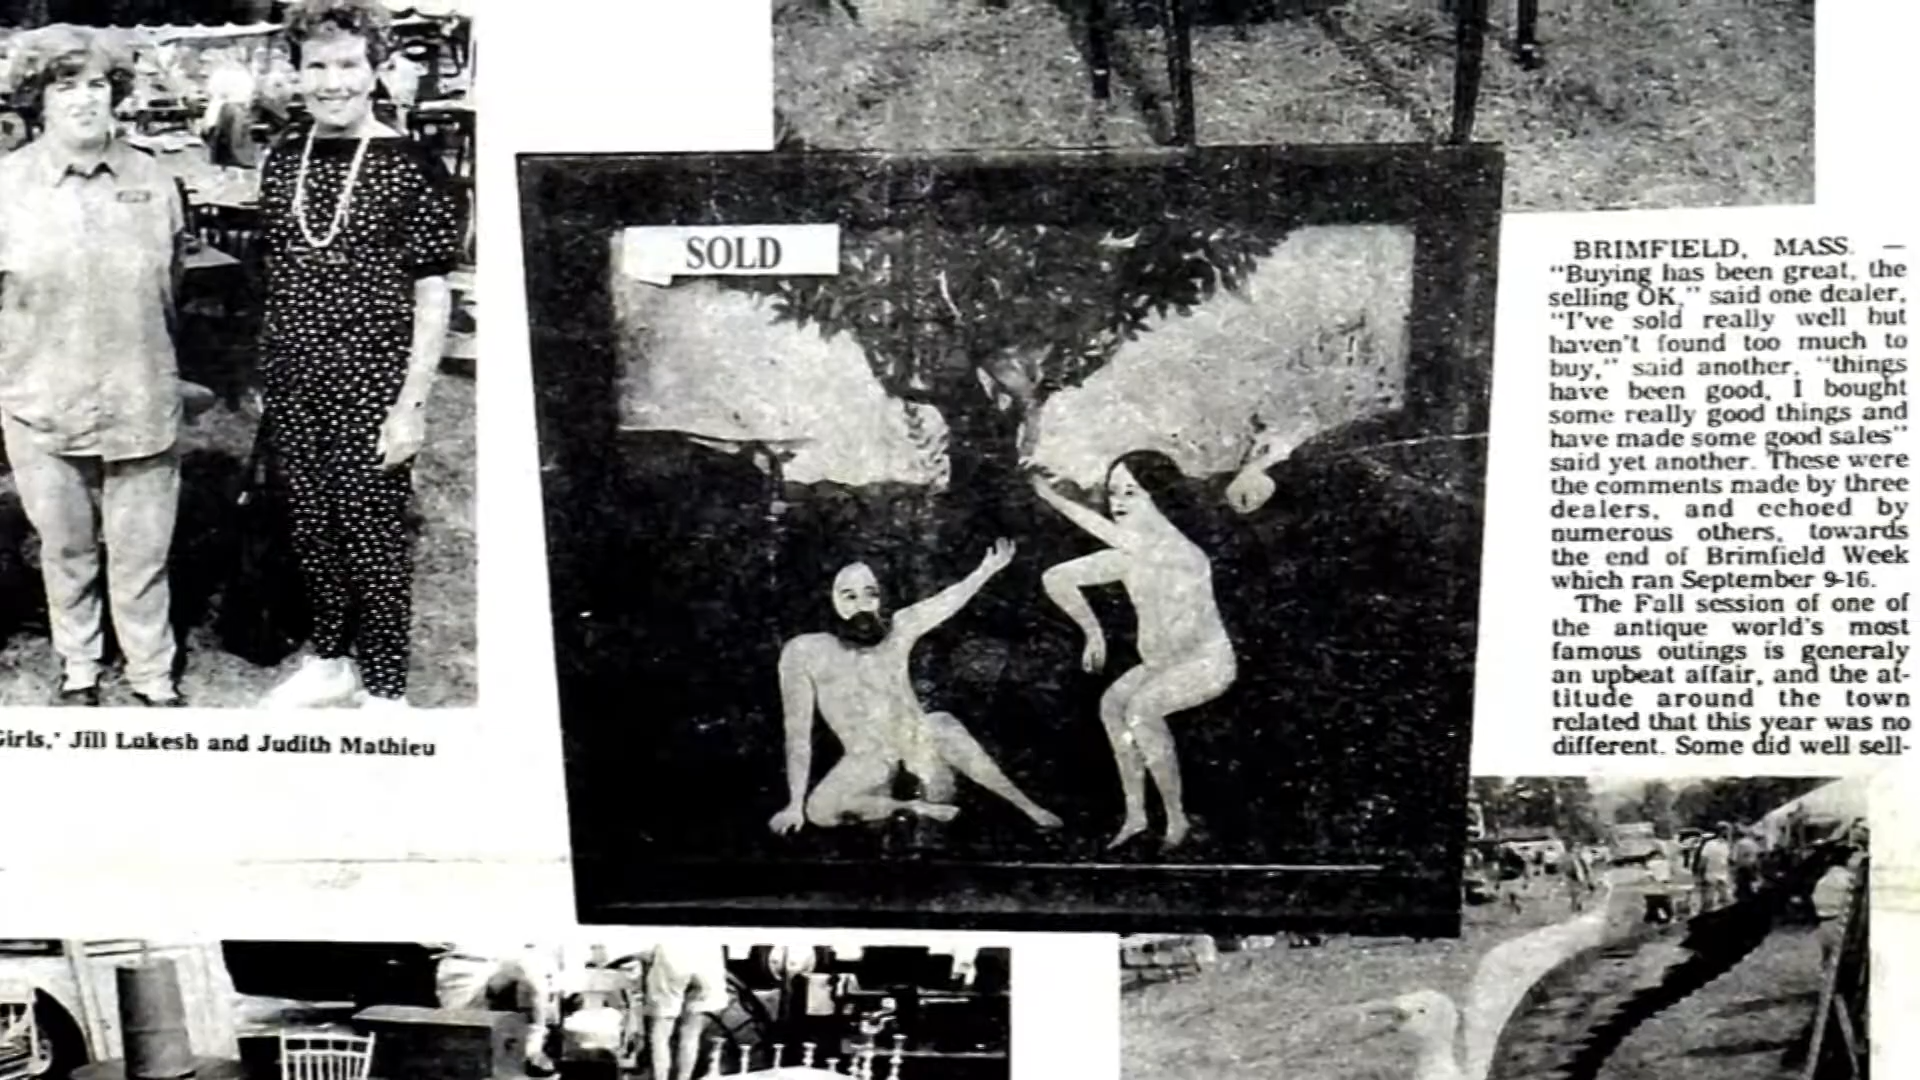 SOLD
BRIMFIELD, MASS. —
"Buying has been great, the
selling OK," said one dealer,
"I've sold really well but
haven't found too much to
buy," said another, "things
have been good, I bought
some really good things and
have made some good sales"
said yet another. These were
the comments made by three
dealers, and echoed by
numerous others, towards
the end of Brimfield Week
which ran September 9-16.
The Fall session of one of
the antique world's most
famous outings is generaly
an upbeat affair, and the at-
titude around the town
related that this year was no
different. Some did well sell-
Girls,' Jill Lukesh and Judith Mathieu